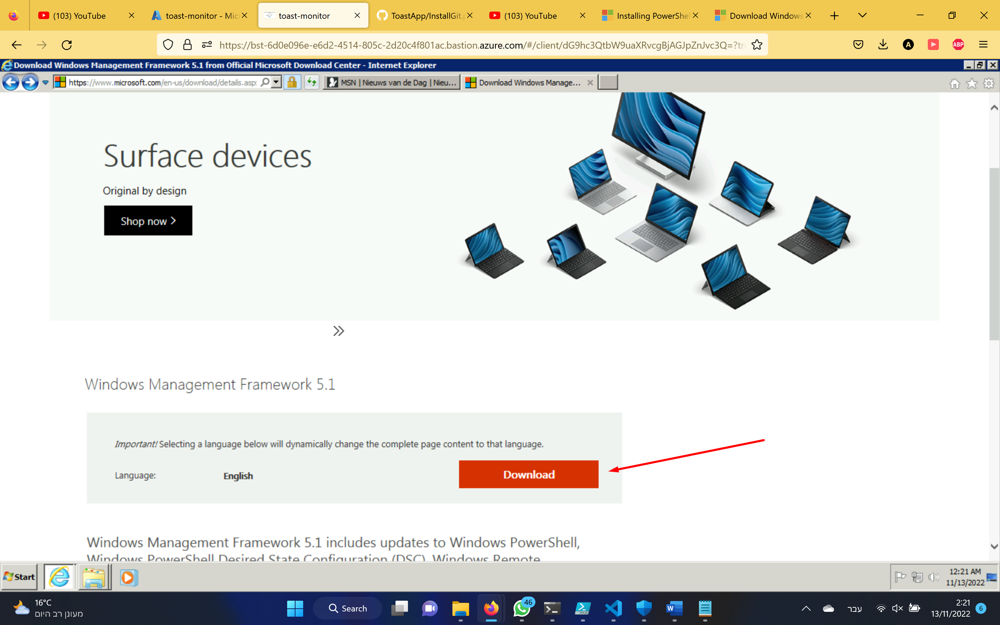 (103) YouTube
toast-monitor - Mic
toast-monitor
ToastApp/InstallGit.p
(103) YouTube
Installing PowerShel
Download Windows
https://bst-6d0e096e-e6d2-4514-805c-2d20c4f801ac.bastion.azure.com/#/client/dG9hc3QtbW9uaXRvcgBjAGJpZnJvc3Q=?tru
A
ABP
Download Windows Management Framework 5.1 from Official Microsoft Download Center - Internet Explorer
https://www.microsoft.com/en-us/download/details.asp:
MSN | Nieuws van de Dag | Nieu...
Download Windows Manage...
Surface devices
Original by design
Shop now
Windows Management Framework 5.1
Important! Selecting a language below will dynamically change the complete page content to that language.
Language:
English
Download
Windows Management Framework 5.1 includes updates to Windows PowerShell,
Windows PowerShell Desired State Configuration (DSC), Windows Remote
Start
12:21 AM
11/13/2022
16°C
מעונן רב היום
Search
46
W
עבר
2:21
13/11/2022
6